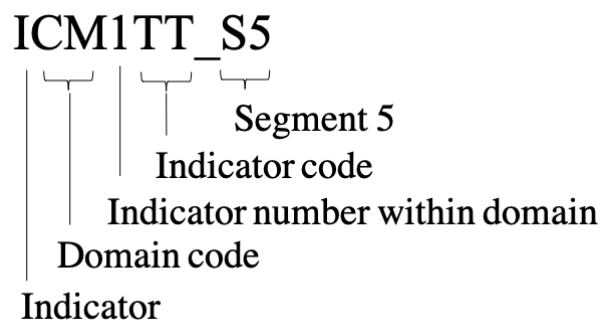 ICM1TT_S5
Segment 5
Indicator code
Indicator number within domain
Domain code
Indicator